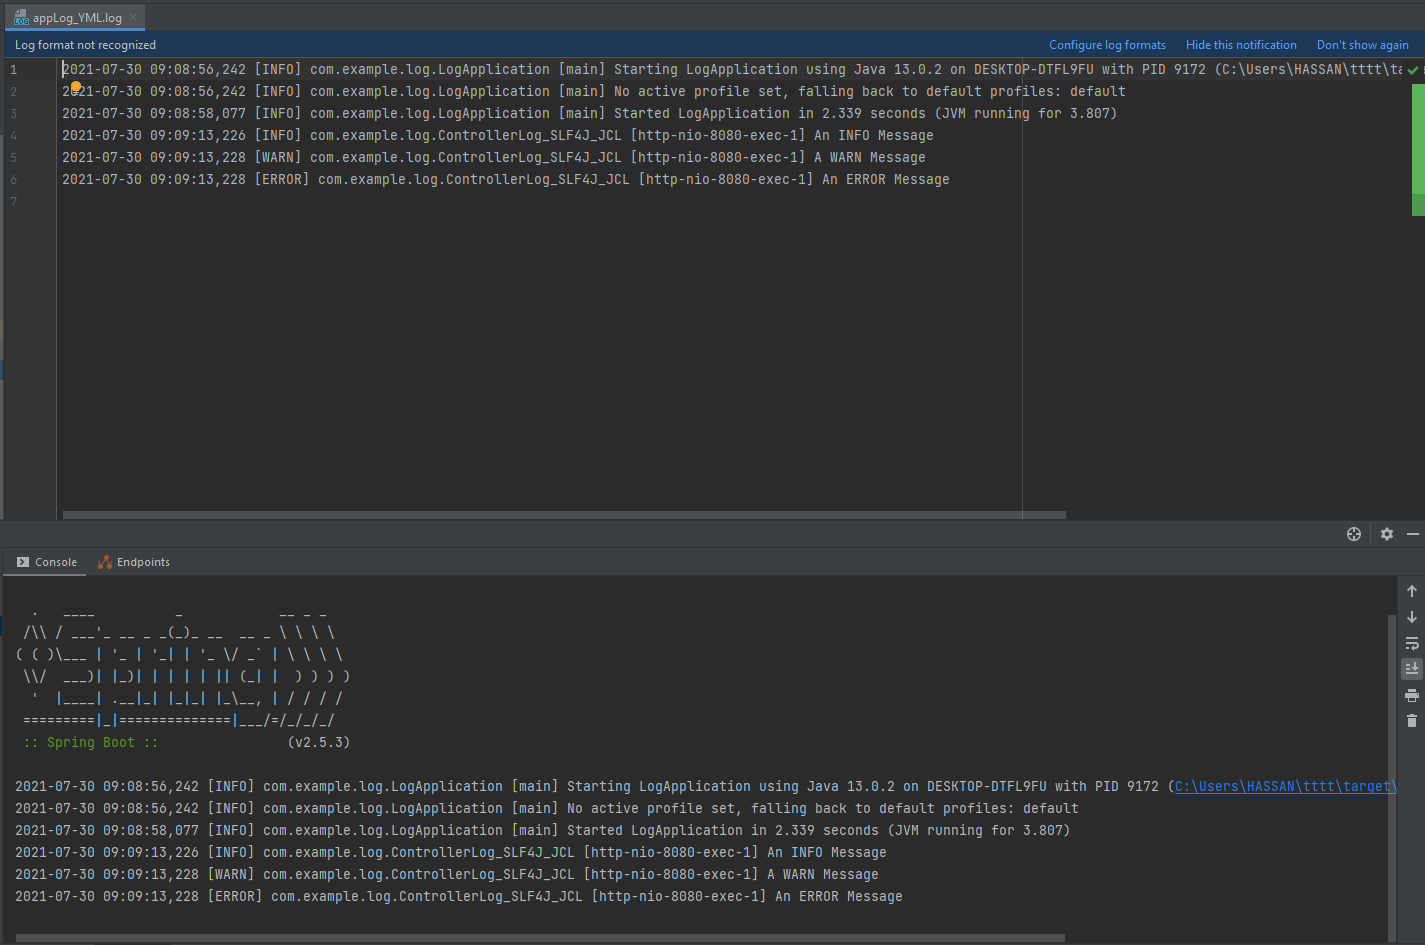 appLog_YML.log
Log format not recognized
Configure log formats
Hide this notification
Don't show again
1 2021-07-30 09:08:56,242 [INFO] com.example.log.LogApplication [main] Starting LogApplication using Java 13.0.2 on DESKTOP-DTFL9FU with PID 9172 (C:\Users\HASSAN\tttt\ta
2 2021-07-30 09:08:56,242 [INFO] com.example.log.LogApplication [main] No active profile set, falling back to default profiles: default
3 2021-07-30 09:08:58,077 [INFO] com.example.log.LogApplication [main] Started LogApplication in 2.339 seconds (JVM running for 3.807)
4 2021-07-30 09:09:13,226 [INFO] com.example.log.ControllerLog_SLF4J_JCL [http-nio-8080-exec-1] An INFO Message
5 2021-07-30 09:09:13,228 [WARN] com.example.log.ControllerLog_SLF4J_JCL [http-nio-8080-exec-1] A WARN Message
6 2021-07-30 09:09:13,228 [ERROR] com.example.log.ControllerLog_SLF4J_JCL [http-nio-8080-exec-1] An ERROR Message
7
Console
Endpoints
  .   ____          _            __ _ _
 /\\ / ___'_ __ _ _(_)_ __  __ _ \ \ \ \
( ( )\___ | '_ | '_| | '_ \/ _` | \ \ \ \
 \\/  ___)| |_)| | | | | || (_| |  ) ) ) )
  '  |____| .__|_| |_|_| |_\__, | / / / /
 =========|_|==============|___/=/_/_/_/
 :: Spring Boot ::                (v2.5.3)
2021-07-30 09:08:56,242 [INFO] com.example.log.LogApplication [main] Starting LogApplication using Java 13.0.2 on DESKTOP-DTFL9FU with PID 9172 (C:\Users\HASSAN\tttt\target\
2021-07-30 09:08:56,242 [INFO] com.example.log.LogApplication [main] No active profile set, falling back to default profiles: default
2021-07-30 09:08:58,077 [INFO] com.example.log.LogApplication [main] Started LogApplication in 2.339 seconds (JVM running for 3.807)
2021-07-30 09:09:13,226 [INFO] com.example.log.ControllerLog_SLF4J_JCL [http-nio-8080-exec-1] An INFO Message
2021-07-30 09:09:13,228 [WARN] com.example.log.ControllerLog_SLF4J_JCL [http-nio-8080-exec-1] A WARN Message
2021-07-30 09:09:13,228 [ERROR] com.example.log.ControllerLog_SLF4J_JCL [http-nio-8080-exec-1] An ERROR Message